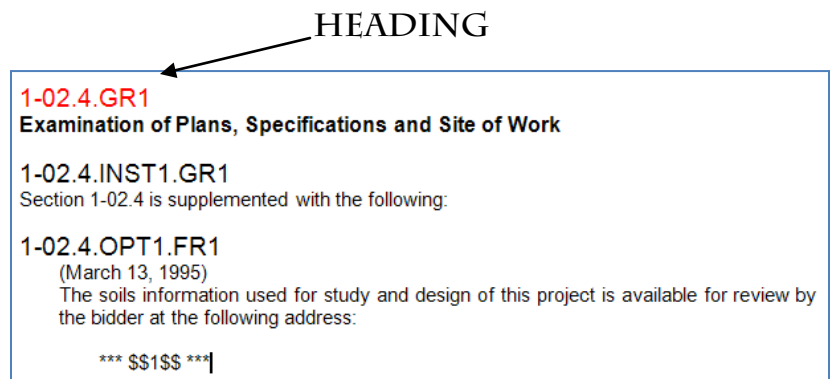 HEADING
1-02.4.GR1
Examination of Plans, Specifications and Site of Work
1-02.4.INST1.GR1
Section 1-02.4 is supplemented with the following:
1-02.4.OPT1.FR1
(March 13, 1995)
The soils information used for study and design of this project is available for review by
the bidder at the following address:
*** $$1$$ ***